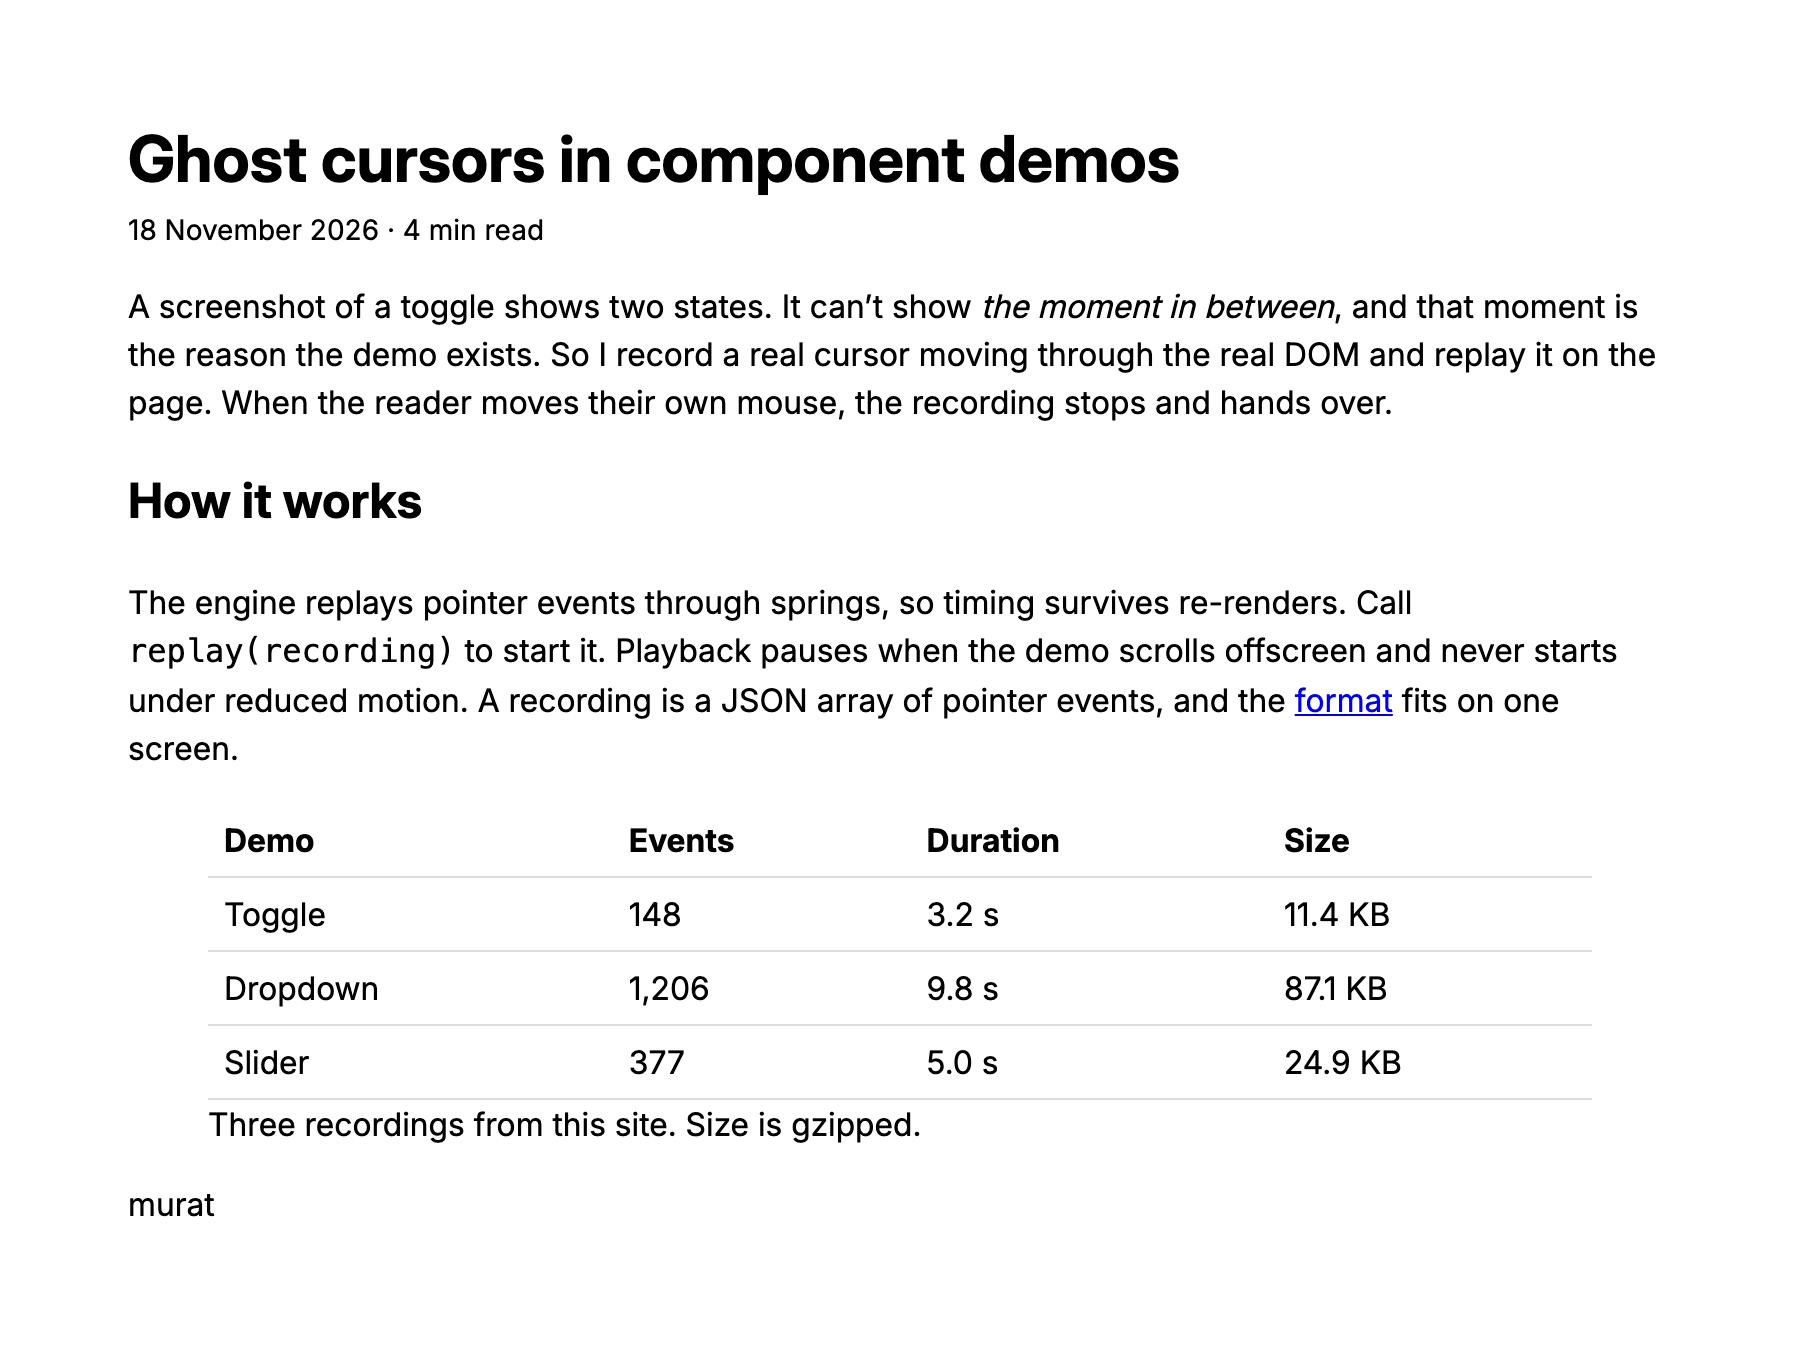 Ghost cursors in component demos
18 November 2026 · 4 min read
A screenshot of a toggle shows two states. It can’t show the moment in between, and that moment is
the reason the demo exists. So I record a real cursor moving through the real DOM and replay it on the
page. When the reader moves their own mouse, the recording stops and hands over.
How it works
The engine replays pointer events through springs, so timing survives re-renders. Call
replay(recording) to start it. Playback pauses when the demo scrolls offscreen and never starts
under reduced motion. A recording is a JSON array of pointer events, and the format fits on one
screen.
Demo Events Duration Size
Toggle 148 3.2 s 11.4 KB
Dropdown 1,206 9.8 s 87.1 KB
Slider 377 5.0 s 24.9 KB
Three recordings from this site. Size is gzipped.
murat